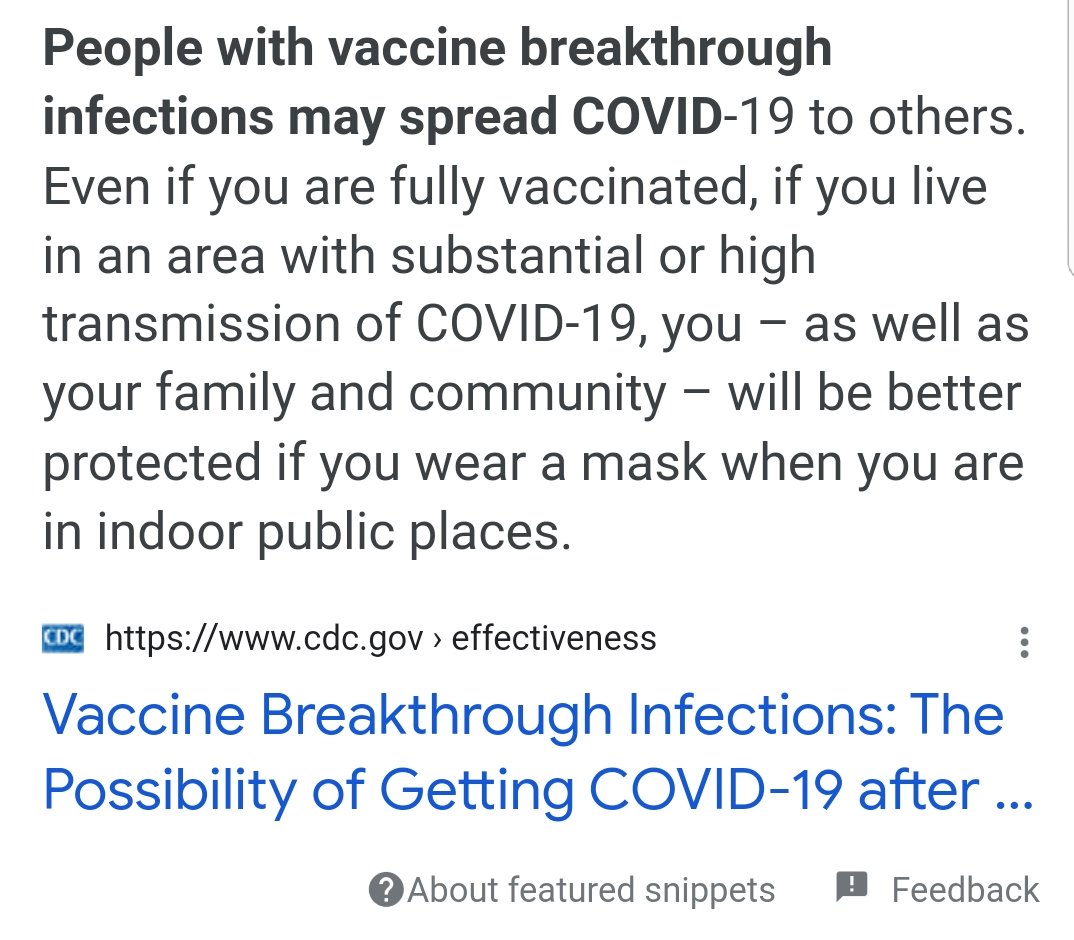 People with vaccine breakthrough
infections may spread COVID-19 to others.
Even if you are fully vaccinated, if you live
in an area with substantial or high
transmission of COVID-19, you – as well as
your family and community – will be better
protected if you wear a mask when you are
in indoor public places.
CDC https://www.cdc.gov › effectiveness
Vaccine Breakthrough Infections: The
Possibility of Getting COVID-19 after ...
About featured snippets Feedback